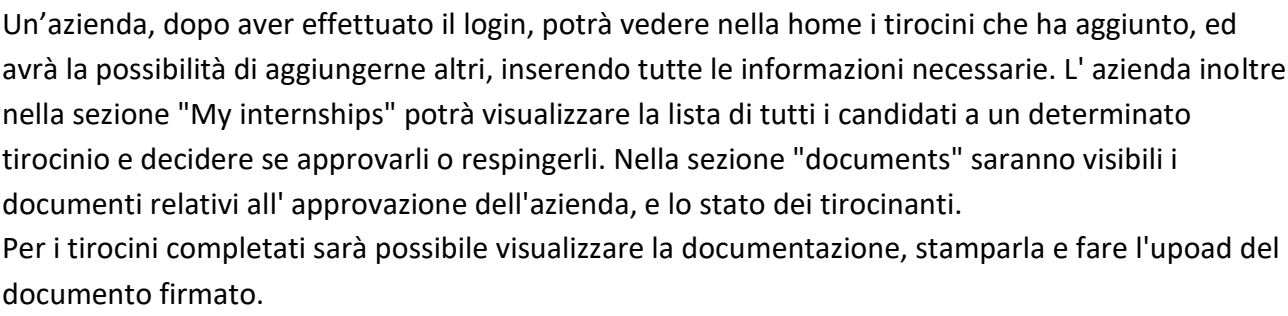 Un’azienda, dopo aver effettuato il login, potrà vedere nella home i tirocini che ha aggiunto, ed
avrà la possibilità di aggiungerne altri, inserendo tutte le informazioni necessarie. L' azienda inoltre
nella sezione "My internships" potrà visualizzare la lista di tutti i candidati a un determinato
tirocinio e decidere se approvarli o respingerli. Nella sezione "documents" saranno visibili i
documenti relativi all' approvazione dell'azienda, e lo stato dei tirocinanti.
Per i tirocini completati sarà possibile visualizzare la documentazione, stamparla e fare l'upoad del
documento firmato.